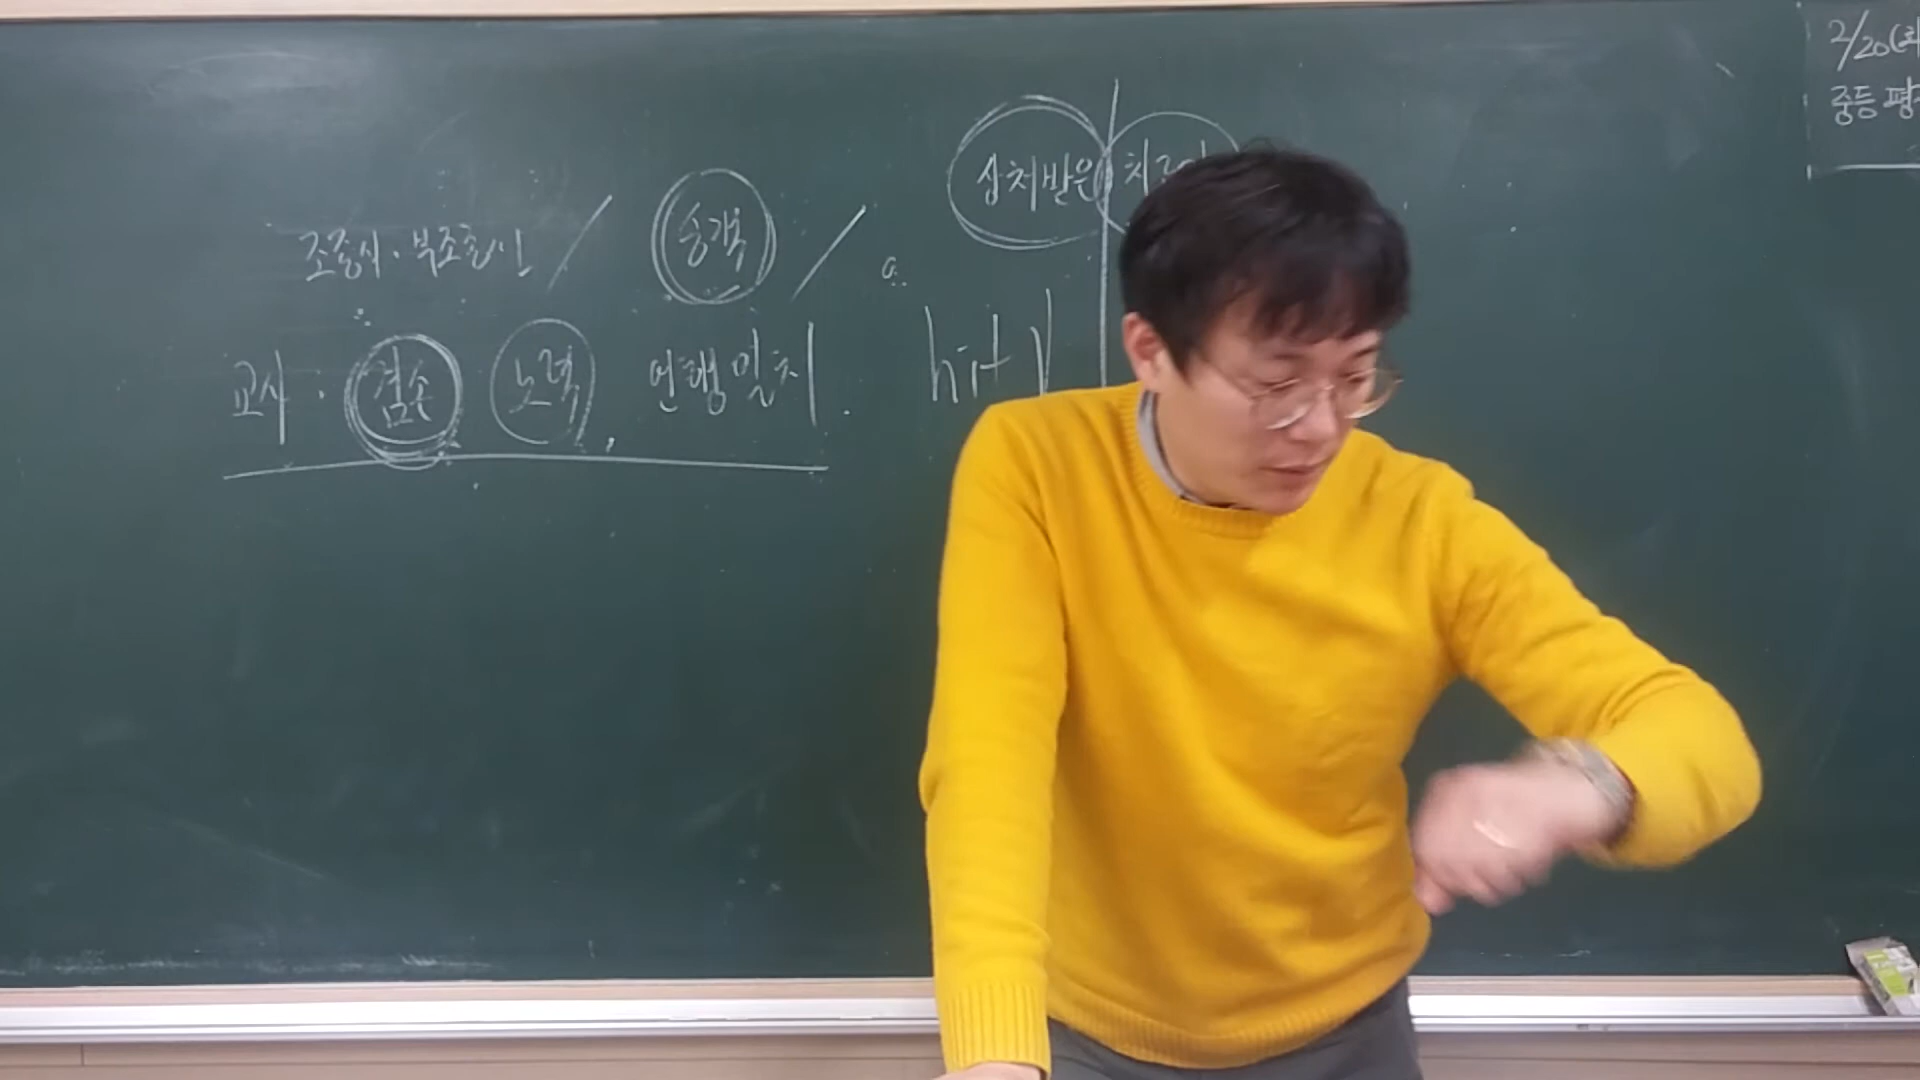 상처받은
조종사·부조종사 / 승객 /
교사·겸손 노력, 언행일치.
2/20(화
중등 평